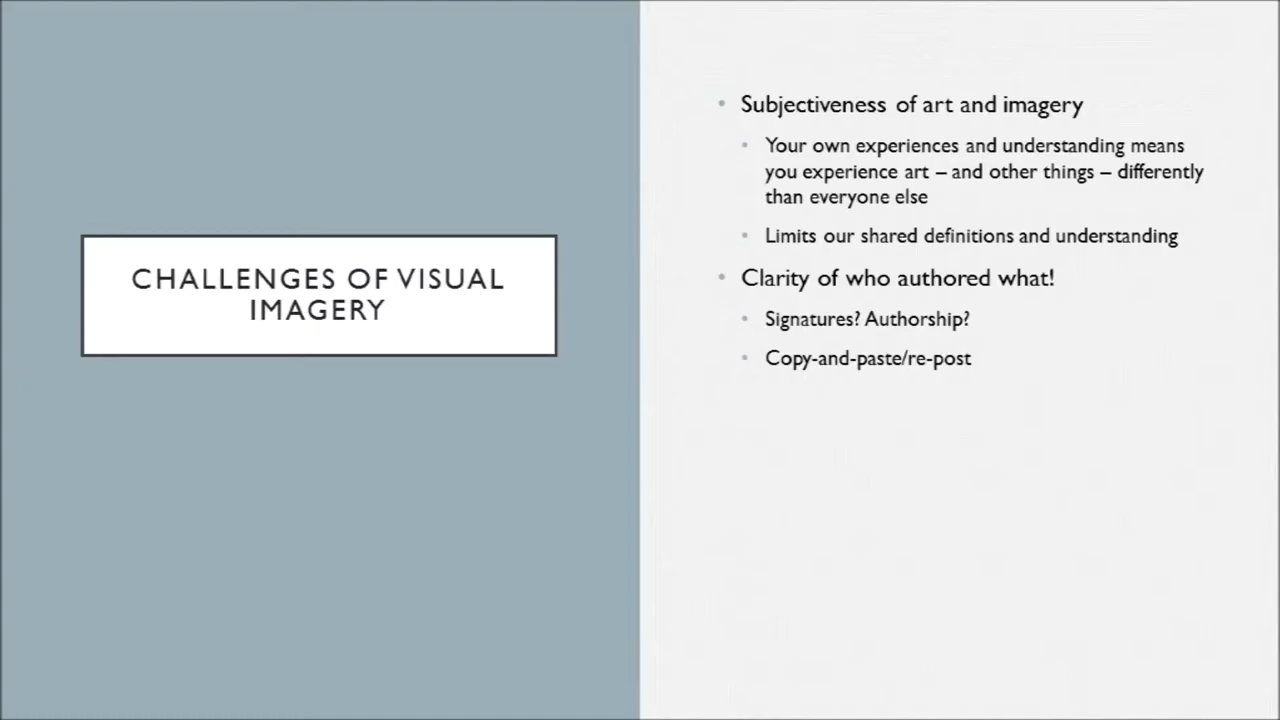 CHALLENGES OF VISUAL
IMAGERY
• Subjectiveness of art and imagery
• Your own experiences and understanding means
you experience art – and other things – differently
than everyone else
• Limits our shared definitions and understanding
• Clarity of who authored what!
• Signatures? Authorship?
• Copy-and-paste/re-post